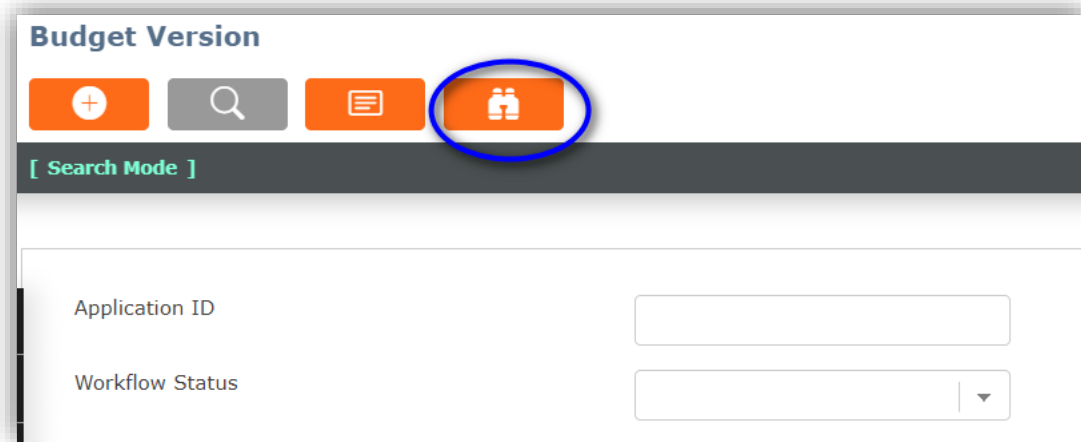 Budget Version
[ Search Mode ]
Application ID
Workflow Status